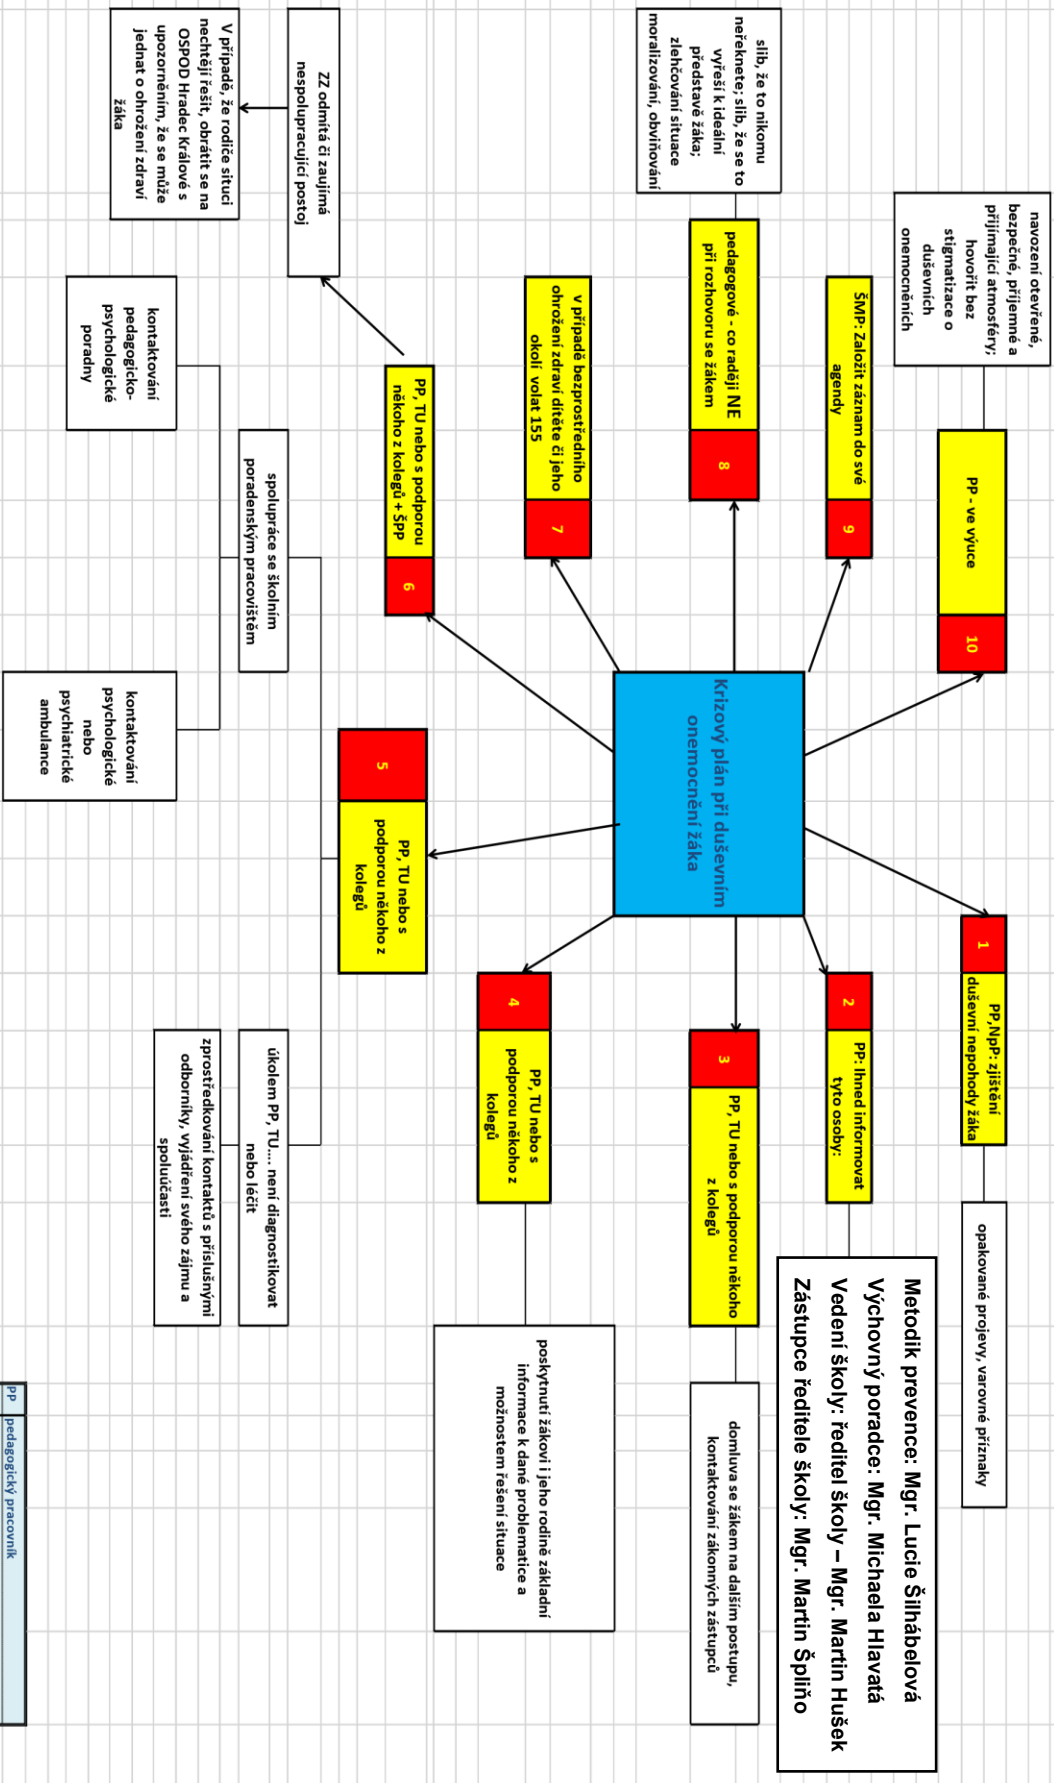 Krizový plán při duševním
onemocnění žáka
1
PP,NpP: zjištění
duševní nepohody žáka
opakované projevy, varovné příznaky
2
PP: Ihned informovat
tyto osoby:
Metodik prevence: Mgr. Lucie Šilhábelová
Výchovný poradce: Mgr. Michaela Hlavatá
Vedení školy: ředitel školy – Mgr. Martin Hušek
Zástupce ředitele školy: Mgr. Martin Špliňo
3
PP, TU nebo s podporou někoho
z kolegů
domluva se žákem na dalším postupu,
kontaktování zákonných zástupců
4
PP, TU nebo s
podporou někoho z
kolegů
poskytnutí žákovi i jeho rodině základní
informace k dané problematice a
možnostem řešení situace
5
PP, TU nebo s
podporou někoho z
kolegů
spolupráce se školním
poradenským pracovištěm
kontaktování
pedagogicko-
psychologické
poradny
kontaktování
psychologické
nebo
psychiatrické
ambulance
úkolem PP, TU.... není diagnostikovat
nebo léčit
zprostředkování kontaktů s příslušnými
odborníky, vyjádření svého zájmu a
spoluúčasti
PP, TU nebo s podporou
někoho z kolegů + ŠPP
6
ZZ odmítá či zaujímá
nespolupracující postoj
V případě, že rodiče situci
nechtějí řešit, obrátit se na
OSPOD Hradec Králové s
upozorněním, že se může
jednat o ohrožení zdraví
žáka
v případě bezprostředního
ohrožení zdraví dítěte či jeho
okolí volat 155
7
pedagogové - co raději NE
při rozhovoru se žákem
8
slib, že to nikomu
neřeknete; slib, že se to
vyřeší k ideální
představě žáka;
zlehčování situace
moralizování, obviňování
ŠMP: Založit záznam do své
agendy
9
PP - ve výuce
10
navození otevřené,
bezpečné, příjemné a
přijímající atmosféry;
hovořit bez
stigmatizace o
duševních
onemocněních
PP pedagogický pracovník